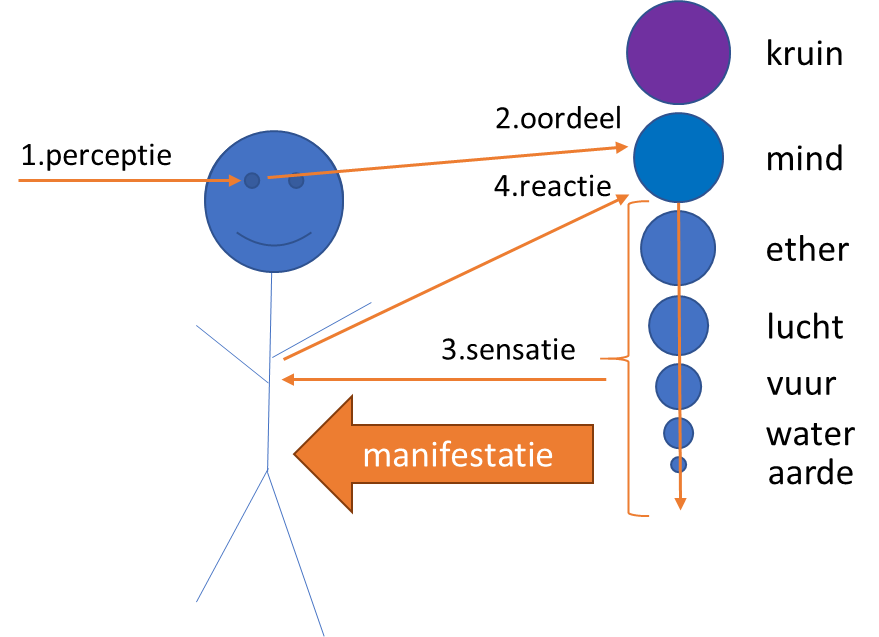 kruin
2.oordeel
1.perceptie
mind
4.reactie
ether
lucht
3.sensatie
vuur
water
manifestatie
aarde